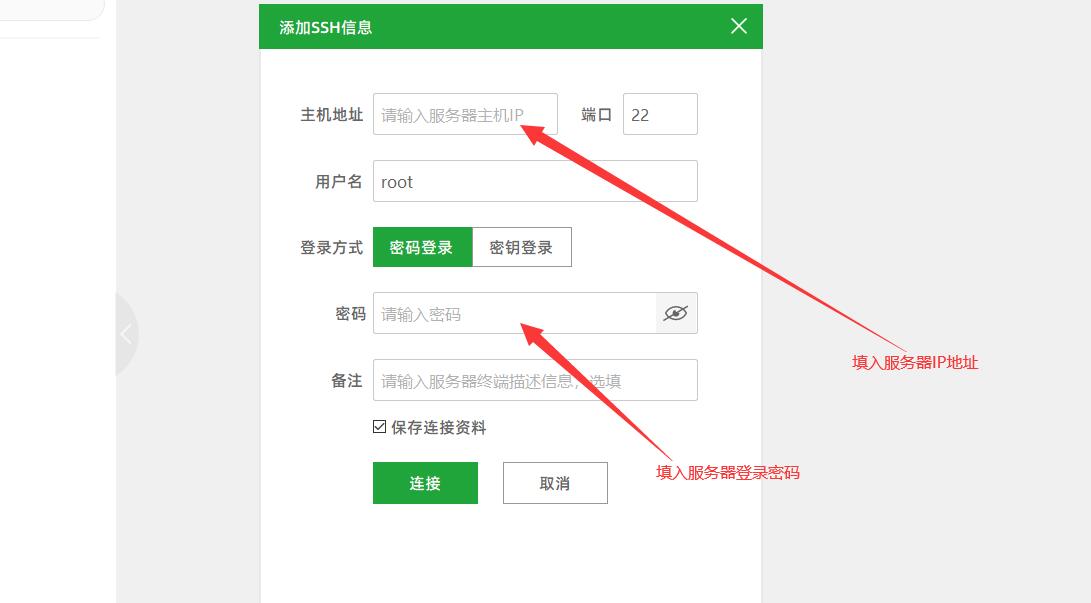 添加SSH信息
主机地址 请输入服务器主机IP 端口 22
用户名 root
登录方式 密码登录 密钥登录
密码 请输入密码
填入服务器IP地址
备注 请输入服务器终端描述信息，选填
保存连接资料
填入服务器登录密码
连接 取消